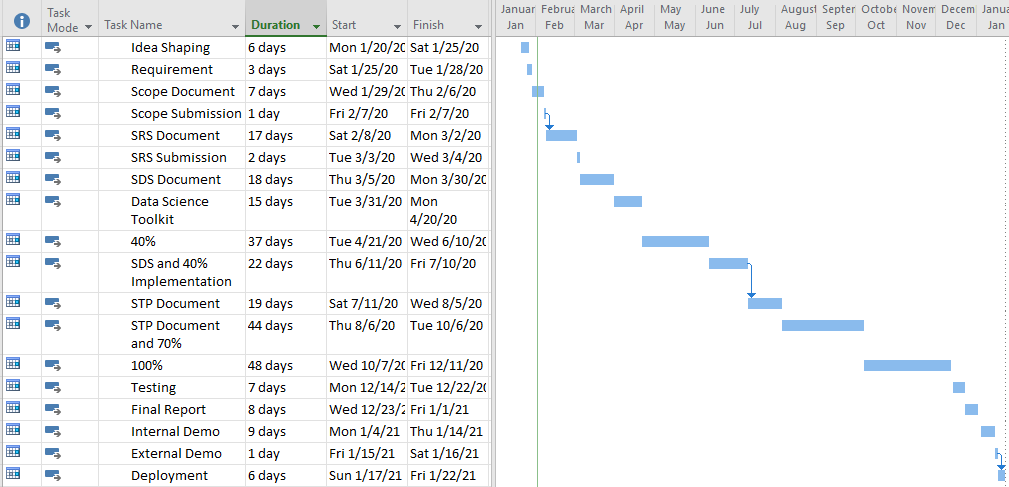 Task Mode Task Name Duration Start Finish
Januar Februa March April May June July August Septem Octobe Novem Decem Janua
Jan Feb Mar Apr May Jun Jul Aug Sep Oct Nov Dec Jan
Idea Shaping 6 days Mon 1/20/20 Sat 1/25/20
Requirement 3 days Sat 1/25/20 Tue 1/28/20
Scope Document 7 days Wed 1/29/20 Thu 2/6/20
Scope Submission 1 day Fri 2/7/20 Fri 2/7/20
SRS Document 17 days Sat 2/8/20 Mon 3/2/20
SRS Submission 2 days Tue 3/3/20 Wed 3/4/20
SDS Document 18 days Thu 3/5/20 Mon 3/30/20
Data Science Toolkit 15 days Tue 3/31/20 Mon 4/20/20
40% 37 days Tue 4/21/20 Wed 6/10/20
SDS and 40% Implementation 22 days Thu 6/11/20 Fri 7/10/20
STP Document 19 days Sat 7/11/20 Wed 8/5/20
STP Document and 70% 44 days Thu 8/6/20 Tue 10/6/20
100% 48 days Wed 10/7/20 Fri 12/11/20
Testing 7 days Mon 12/14/2 Tue 12/22/20
Final Report 8 days Wed 12/23/2 Fri 1/1/21
Internal Demo 9 days Mon 1/4/21 Thu 1/14/21
External Demo 1 day Fri 1/15/21 Sat 1/16/21
Deployment 6 days Sun 1/17/21 Fri 1/22/21